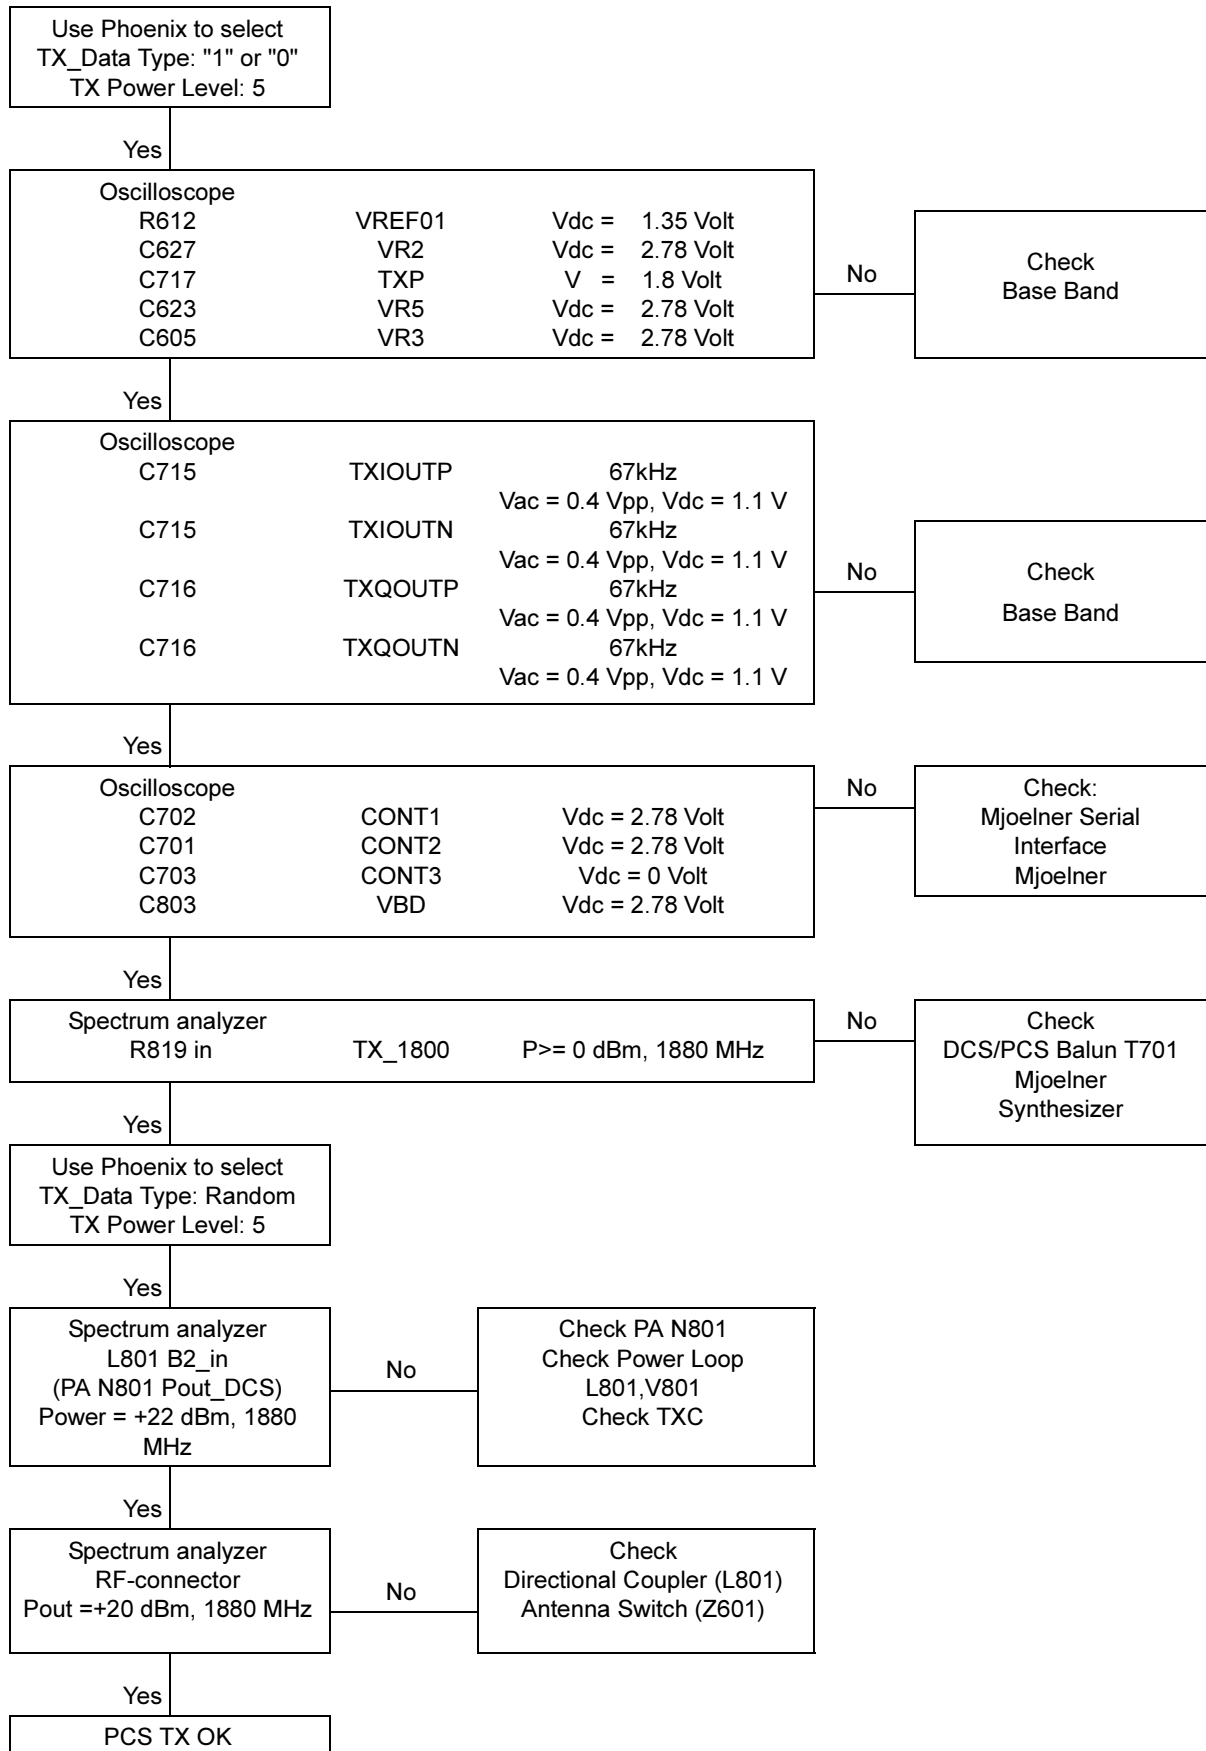 Use Phoenix to select
TX_Data Type: "1" or "0"
TX Power Level: 5
Yes
Oscilloscope
R612 VREF01 Vdc = 1.35 Volt
C627 VR2 Vdc = 2.78 Volt
C717 TXP V = 1.8 Volt
C623 VR5 Vdc = 2.78 Volt
C605 VR3 Vdc = 2.78 Volt
No
Check
Base Band
Yes
Oscilloscope
C715 TXIOUTP 67kHz
Vac = 0.4 Vpp, Vdc = 1.1 V
C715 TXIOUTN 67kHz
Vac = 0.4 Vpp, Vdc = 1.1 V
C716 TXQOUTP 67kHz
Vac = 0.4 Vpp, Vdc = 1.1 V
C716 TXQOUTN 67kHz
Vac = 0.4 Vpp, Vdc = 1.1 V
No
Check
Base Band
Yes
Oscilloscope
C702 CONT1 Vdc = 2.78 Volt
C701 CONT2 Vdc = 2.78 Volt
C703 CONT3 Vdc = 0 Volt
C803 VBD Vdc = 2.78 Volt
No
Check:
Mjoelner Serial
Interface
Mjoelner
Yes
Spectrum analyzer
R819 in TX_1800 P>= 0 dBm, 1880 MHz
No
Check
DCS/PCS Balun T701
Mjoelner
Synthesizer
Yes
Use Phoenix to select
TX_Data Type: Random
TX Power Level: 5
Yes
Spectrum analyzer
L801 B2_in
(PA N801 Pout_DCS)
Power = +22 dBm, 1880
MHz
No
Check PA N801
Check Power Loop
L801,V801
Check TXC
Yes
Spectrum analyzer
RF-connector
Pout =+20 dBm, 1880 MHz
No
Check
Directional Coupler (L801)
Antenna Switch (Z601)
Yes
PCS TX OK